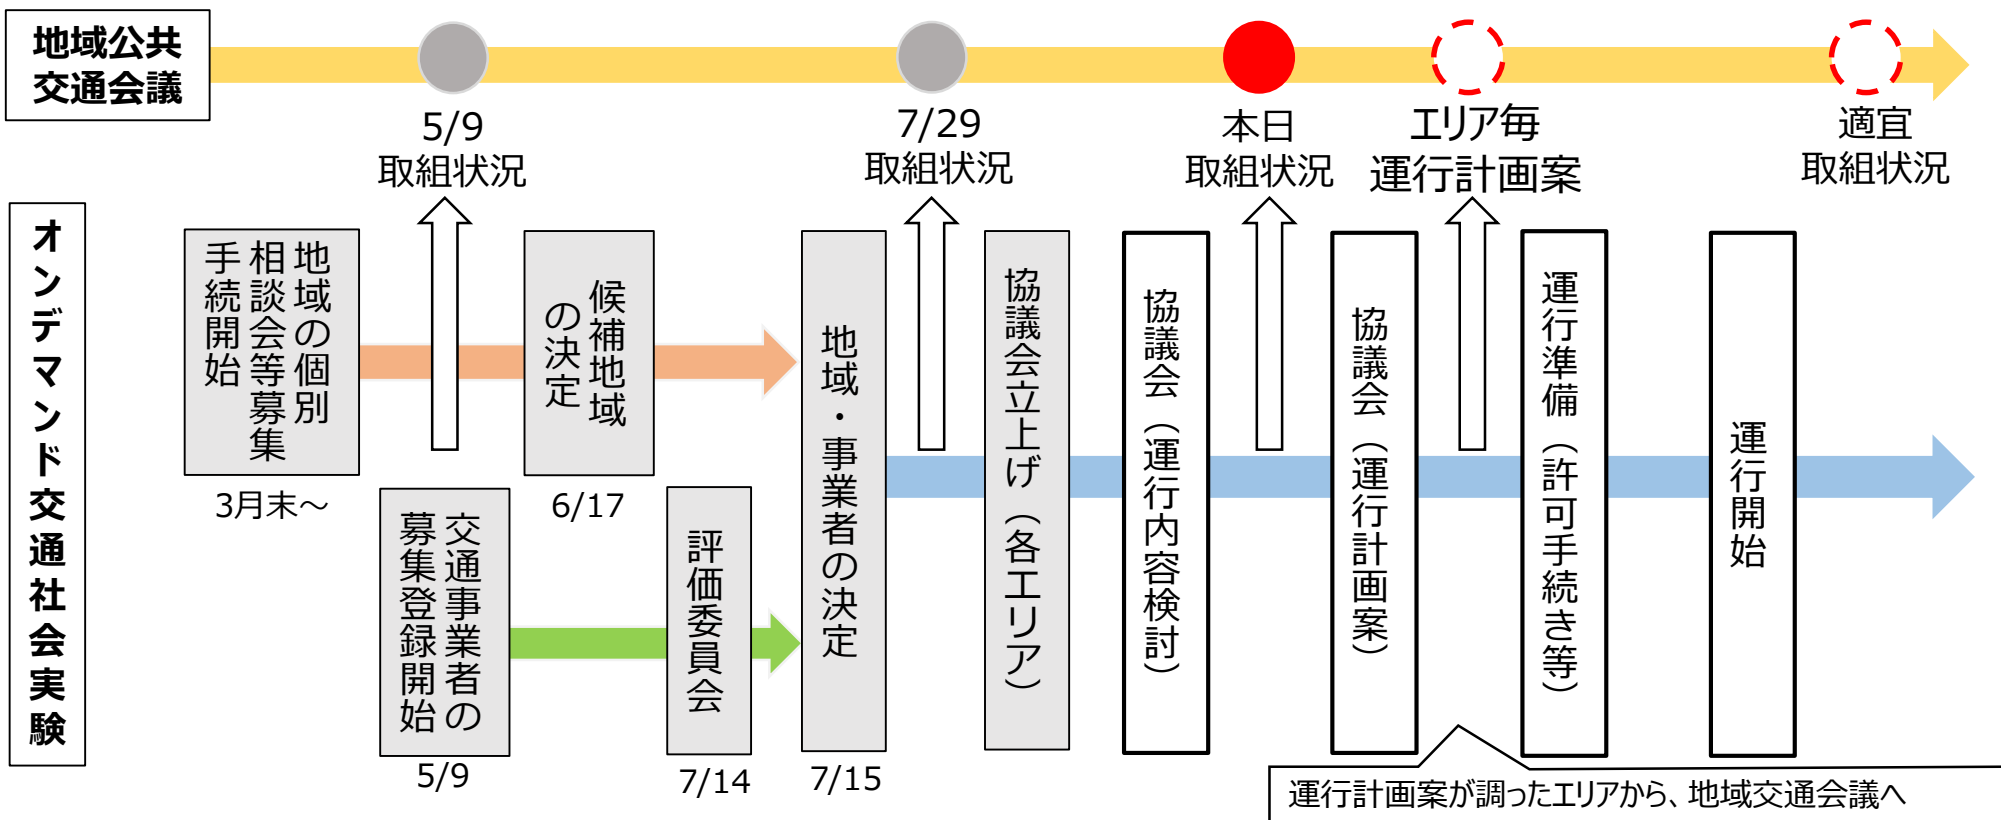 地域公共
交通会議
5/9
取組状況
7/29
取組状況
本日
取組状況
エリア毎
運行計画案
適宜
取組状況
オンデマンド交通社会実験
地域の個別
相談会等募集
手続開始
3月末～
交通事業者の
募集登録開始
5/9
候補地域
の決定
6/17
評価委員会
7/14
地域・事業者の決定
7/15
協議会立上げ（各エリア）
協議会（運行内容検討）
協議会（運行計画案）
運行準備（許可手続き等）
運行開始
運行計画案が調ったエリアから、地域交通会議へ